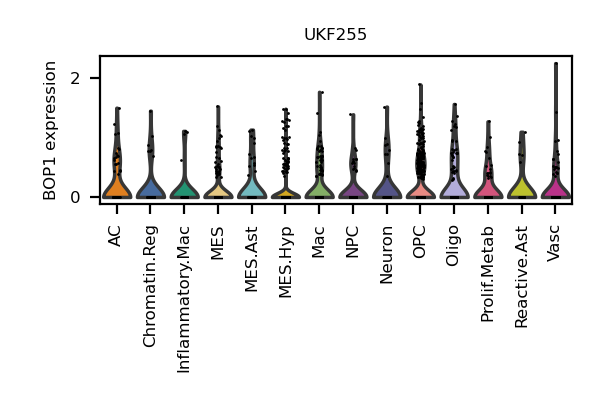 UKF255
BOP1 expression
2
0
AC
Chromatin.Reg
Inflammatory.Mac
MES
MES.Ast
MES.Hyp
Mac
NPC
Neuron
OPC
Oligo
Prolif.Metab
Reactive.Ast
Vasc